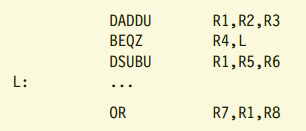 DADDU R1,R2,R3
BEQZ R4,L
DSUBU R1,R5,R6
L: ...
OR R7,R1,R8